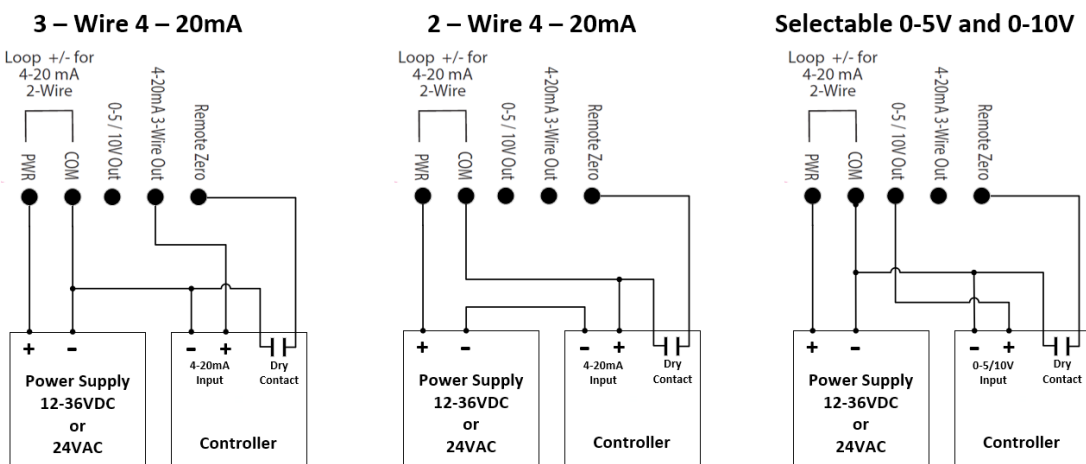 3 – Wire 4 – 20mA
Loop +/- for
4-20 mA
2-Wire
PWR
COM
0-5 / 10V Out
4-20mA 3-Wire Out
Remote Zero
+
-
-
+
4-20mA
Input
Dry
Contact
Power Supply
12-36VDC
or
24VAC
Controller
2 – Wire 4 – 20mA
Loop +/- for
4-20 mA
2-Wire
PWR
COM
0-5 / 10V Out
4-20mA 3-Wire Out
Remote Zero
+
-
-
+
4-20mA
Input
Dry
Contact
Power Supply
12-36VDC
or
24VAC
Controller
Selectable 0-5V and 0-10V
Loop +/- for
4-20 mA
2-Wire
PWR
COM
0-5 / 10V Out
4-20mA 3-Wire Out
Remote Zero
+
-
-
+
0-5/10V
Input
Dry
Contact
Power Supply
12-36VDC
or
24VAC
Controller